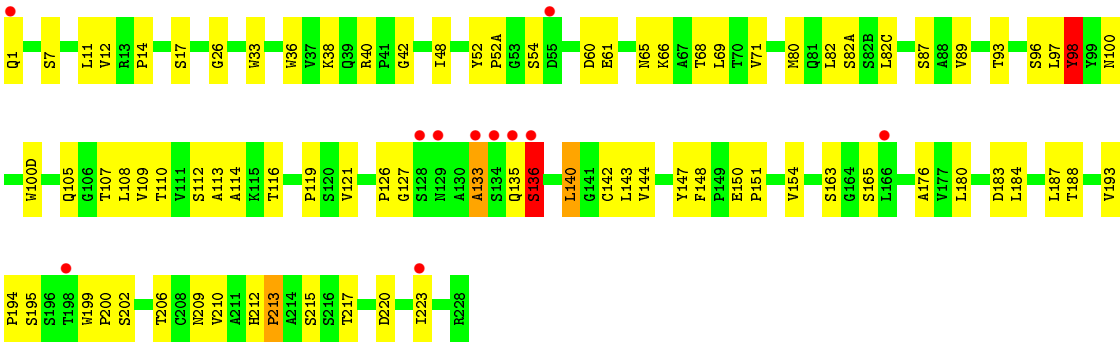 Q1 S7 L11 V12 R13 P14 S17 G26 W33 W36 V37 K38 Q39 R40 P41 G42 I48 Y52 P52A G53 S54 D55 D60 E61 N65 K66 A67 T68 L69 T70 V71 M80 Q81 L82 S82A S82B L82C S87 A88 V89 T93 S96 L97 Y98 Y99 N100
W100D Q105 G106 T107 L108 V109 T110 V111 S112 A113 A114 K115 T116 P119 S120 V121 P126 G127 S128 N129 A130 A133 S134 Q135 S136 L140 G141 C142 L143 V144 Y147 F148 P149 E150 P151 V154 S163 G164 S165 L166 A176 V177 L180 D183 L184 L187 T188 V193
P194 S195 S196 T198 W199 P200 S202 T206 C208 N209 V210 A211 H212 P213 A214 S215 S216 T217 D220 I223 R228